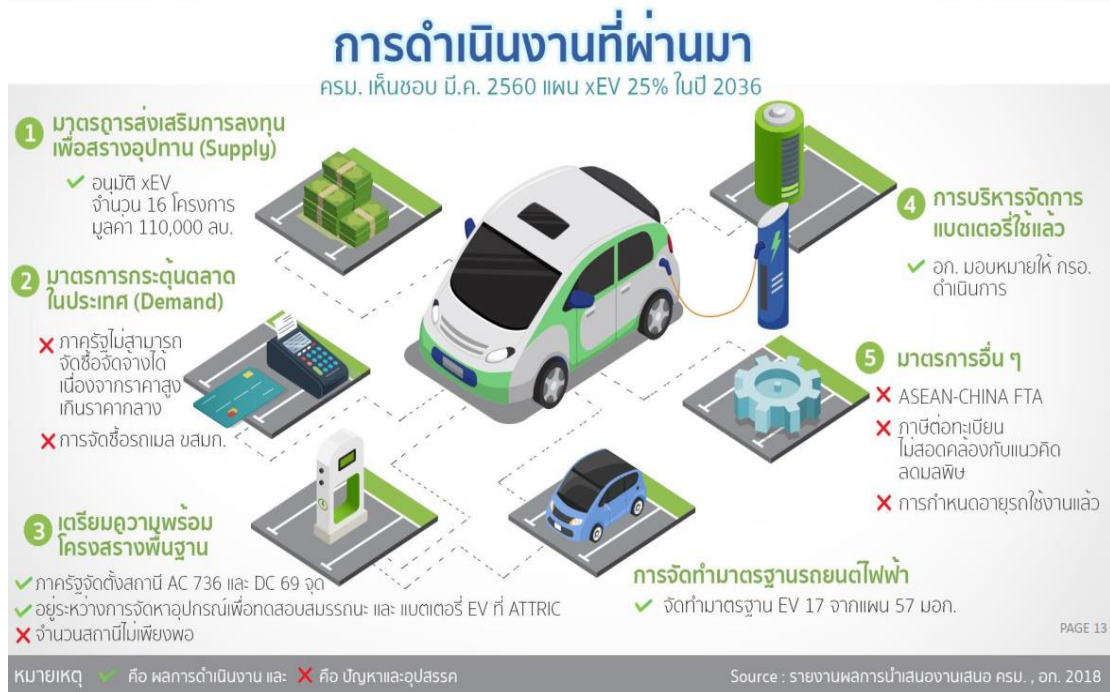 การดำเนินงานที่ผ่านมา
ครม. เห็นชอบ มี.ค. 2560 แผน xEV 25% ในปี 2036
1 มาตรการส่งเสริมการลงทุน
เพื่อสร้างอุปทาน (Supply)
✓ อนุมัติ xEV
จำนวน 16 โครงการ
มูลค่า 110,000 ลบ.
2 มาตรการกระตุ้นตลาด
ในประเทศ (Demand)
✗ ภาครัฐไม่สามารถ
จัดซื้อจัดจ้างได้
เนื่องจากราคาสูง
เกินราคากลาง
✗ การจัดซื้อรถเมล์ ขสมก.
3 เตรียมความพร้อม
โครงสร้างพื้นฐาน
✓ ภาครัฐจัดตั้งสถานี AC 736 และ DC 69 จุด
✓ อยู่ระหว่างการจัดหาอุปกรณ์เพื่อทดสอบสมรรถนะ และ แบตเตอรี่ EV ที่ ATTRIC
✗ จำนวนสถานีไม่เพียงพอ
4 การบริหารจัดการ
แบตเตอรี่ใช้แล้ว
✓ อก. มอบหมายให้ กรอ.
ดำเนินการ
5 มาตรการอื่น ๆ
✗ ASEAN-CHINA FTA
✗ ภาษีต่อทะเบียน
ไม่สอดคล้องกับแนวคิด
ลดมลพิษ
✗ การกำหนดอายุรถใช้งานแล้ว
การจัดทำมาตรฐานรถยนต์ไฟฟ้า
✓ จัดทำมาตรฐาน EV 17 จากแผน 57 มอก.
PAGE 13
หมายเหตุ ✓ คือ ผลการดำเนินงาน และ ✗ คือ ปัญหาและอุปสรรค
Source : รายงานผลการนำเสนองานเสนอ ครม. , อก. 2018